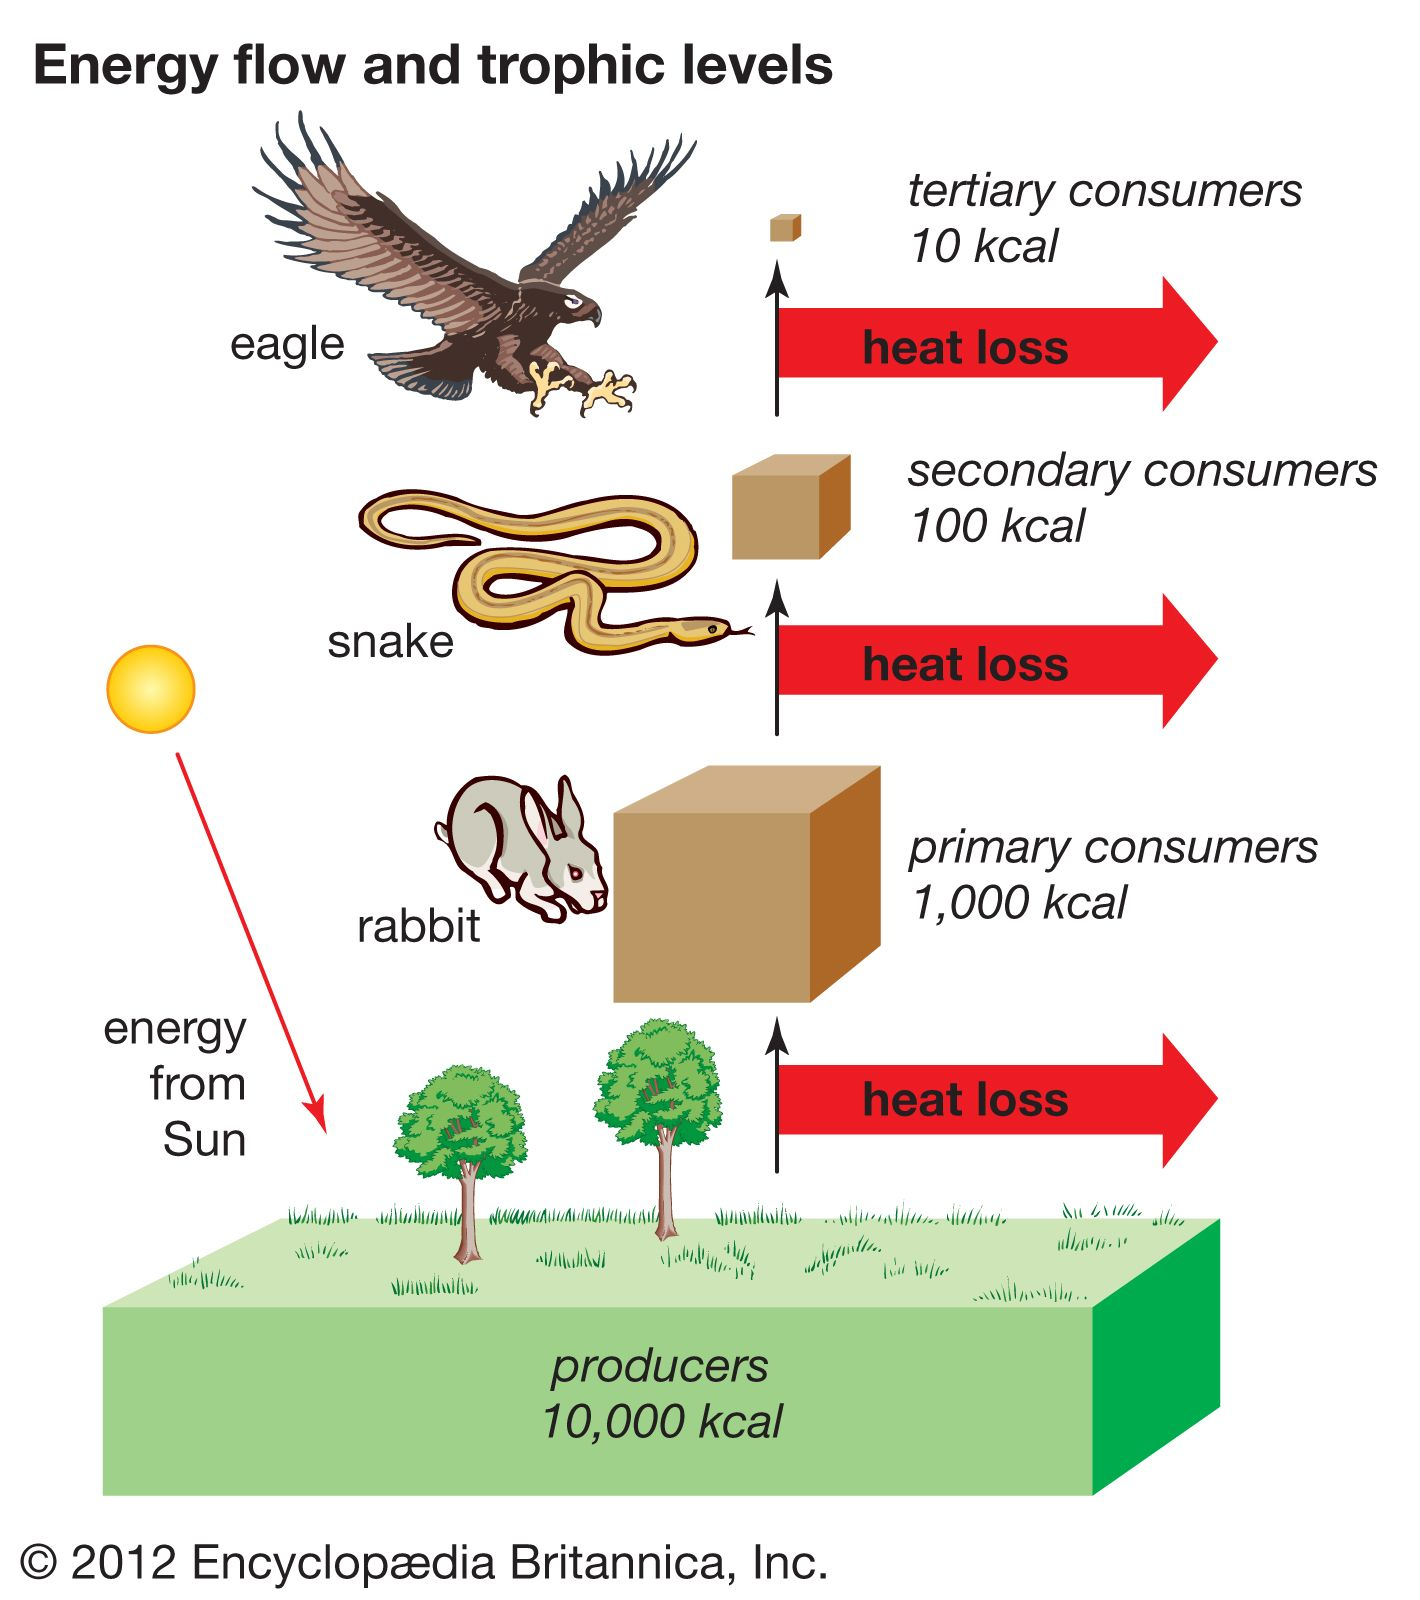 Energy flow and trophic levels
tertiary consumers
10 kcal
eagle
heat loss
secondary consumers
100 kcal
snake
heat loss
primary consumers
1,000 kcal
rabbit
energy
from
Sun
heat loss
producers
10,000 kcal
© 2012 Encyclopædia Britannica, Inc.